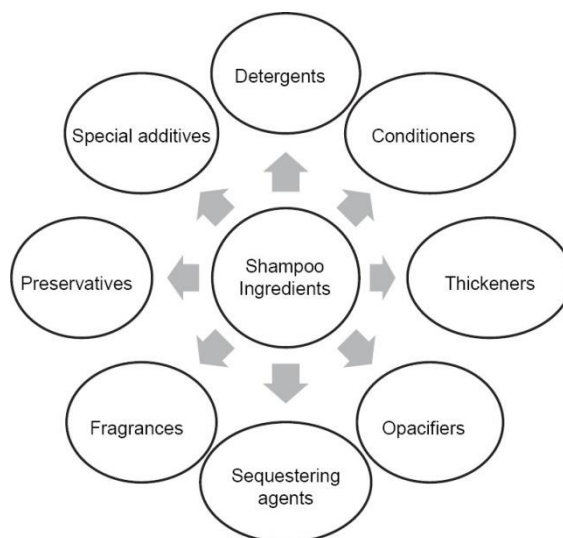 Detergents
Special additives
Conditioners
Preservatives
Shampoo
Ingredients
Thickeners
Fragrances
Opacifiers
Sequestering
agents